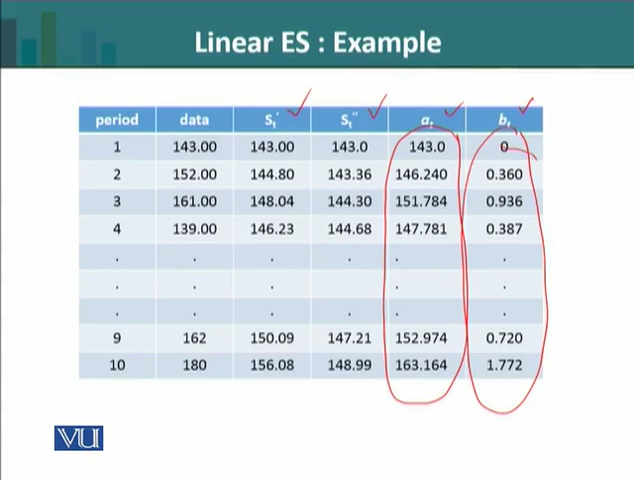 Linear ES : Example
period data St' St'' at bt
1 143.00 143.00 143.0 143.0 0
2 152.00 144.80 143.36 146.240 0.360
3 161.00 148.04 144.30 151.784 0.936
4 139.00 146.23 144.68 147.781 0.387
. . . . . .
. . . . . .
. . . . . .
9 162 150.09 147.21 152.974 0.720
10 180 156.08 148.99 163.164 1.772
VU